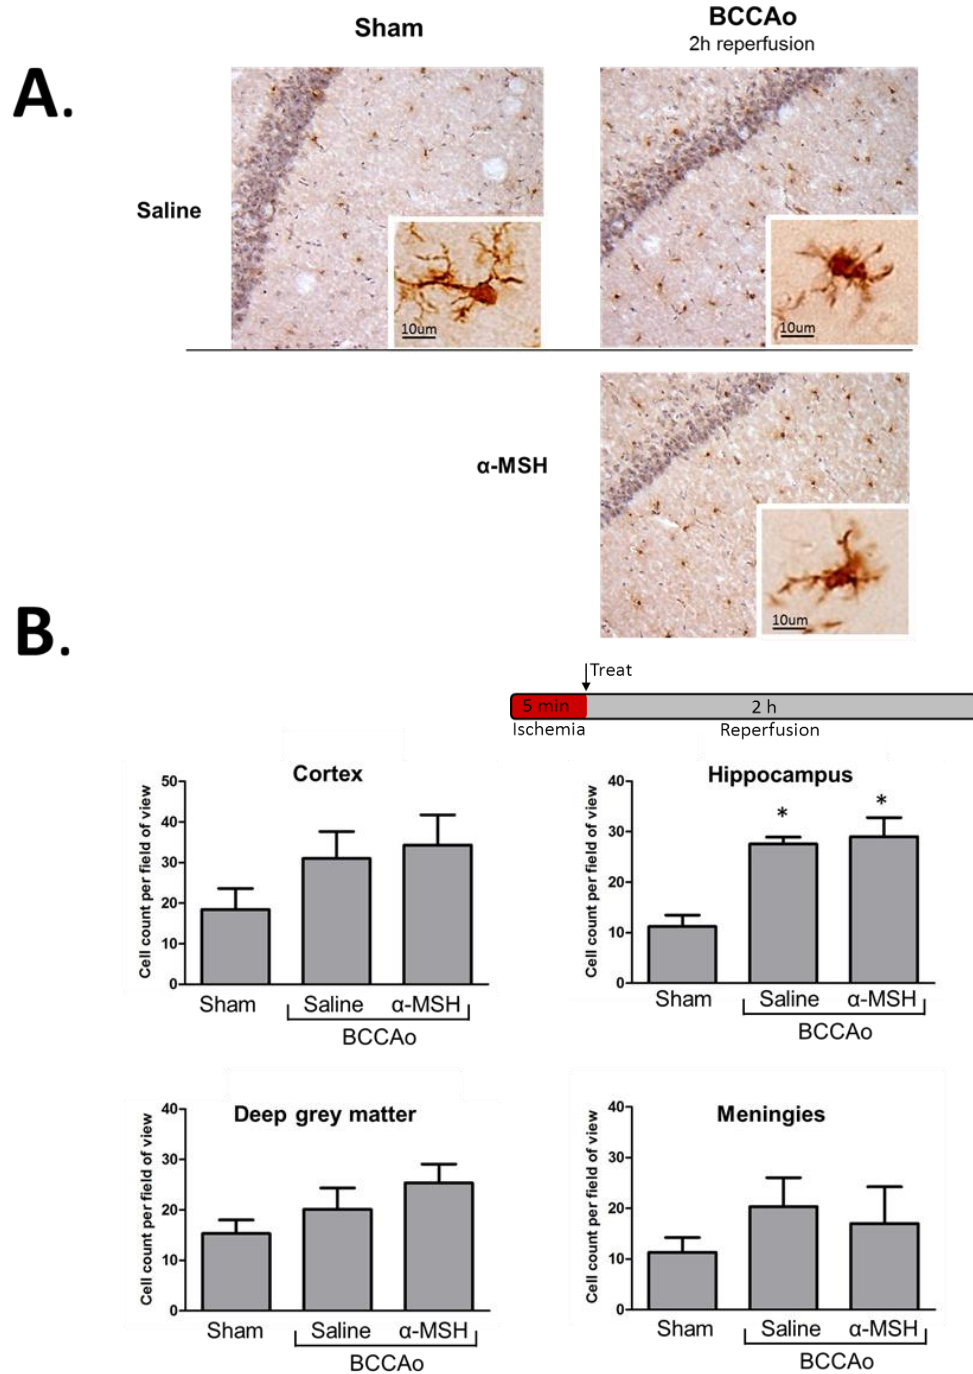 Sham
BCCAo
2h reperfusion
A.
Saline
10um
10um
α-MSH
10um
B.
Treat
5 min
2 h
Ischemia
Reperfusion
Cortex
Cell count per field of view
50
40
30
20
10
0
Sham
Saline
α-MSH
BCCAo
Hippocampus
Cell count per field of view
40
30
20
10
0
*
*
Sham
Saline
α-MSH
BCCAo
Deep grey matter
Cell count per field of view
40
30
20
10
0
Sham
Saline
α-MSH
BCCAo
Meningies
Cell count per field of view
40
30
20
10
0
Sham
Saline
α-MSH
BCCAo